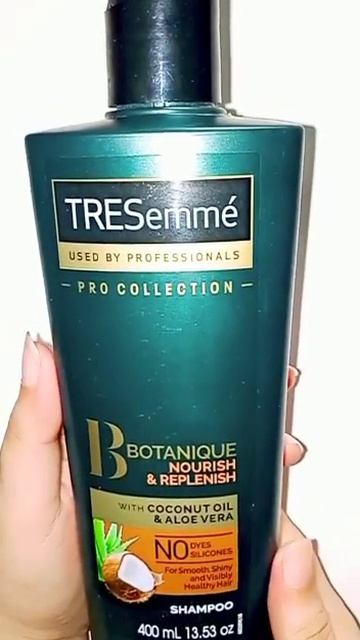 TRESemmé
USED BY PROFESSIONALS
PRO COLLECTION
B BOTANIQUE
NOURISH
& REPLENISH
WITH COCONUT OIL
& ALOE VERA
NO DYES
SILICONES
For Smooth, Shiny
and Visibly
Healthy Hair
SHAMPOO
400 mL 13.53 oz